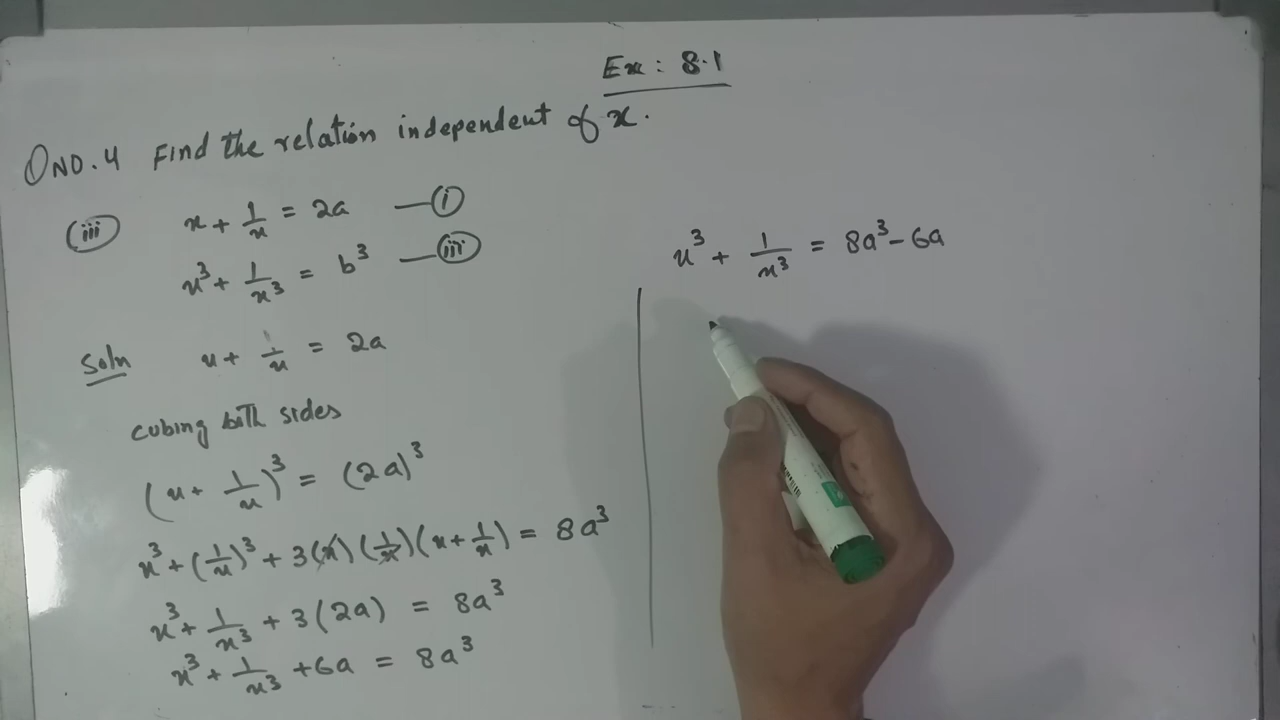 Ex: 8.1
QNO.4 Find the relation independent of x.
(iii) x + 1/x = 2a —(i)
x³ + 1/x³ = b³ —(ii)
Soln x + 1/x = 2a
cubing both sides
(x + 1/x)³ = (2a)³
x³ + (1/x)³ + 3(x)(1/x)(x + 1/x) = 8a³
x³ + 1/x³ + 3(2a) = 8a³
x³ + 1/x³ + 6a = 8a³
x³ + 1/x³ = 8a³ - 6a